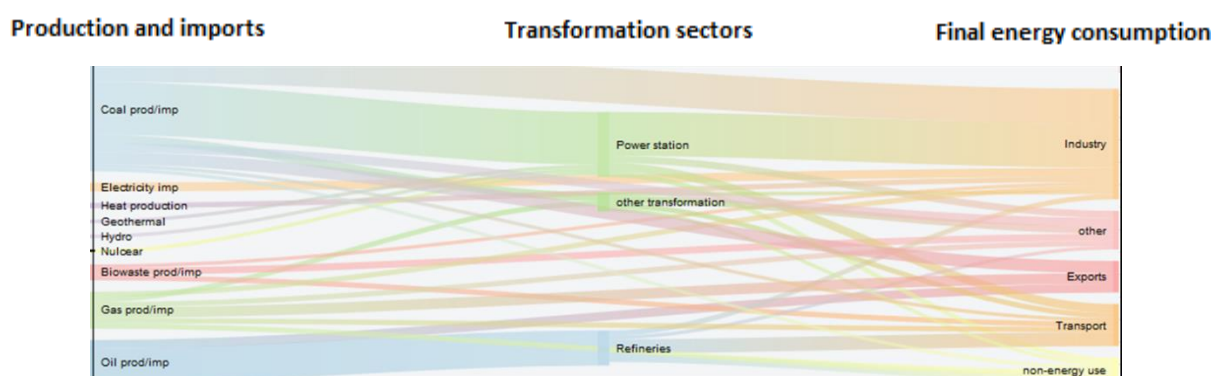 Production and imports
Transformation sectors
Final energy consumption
Coal prod/imp
Electricity imp
Heat production
Geothermal
Hydro
Nulcear
Biowaste prod/imp
Gas prod/imp
Oil prod/imp
Power station
other transformation
Refineries
Industry
other
Exports
Transport
non-energy use